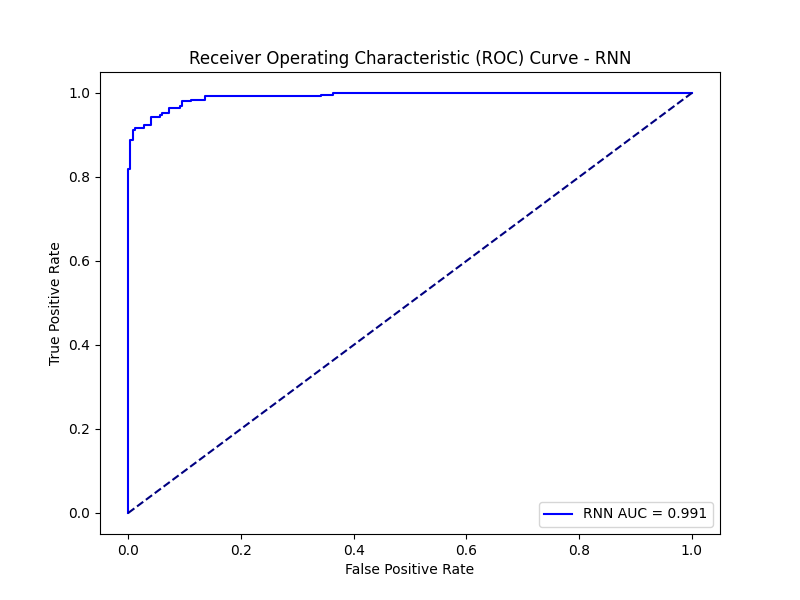 Receiver Operating Characteristic (ROC) Curve - RNN
1.0
0.8
0.6
0.4
0.2
0.0
True Positive Rate
RNN AUC = 0.991
0.0 0.2 0.4 0.6 0.8 1.0
False Positive Rate